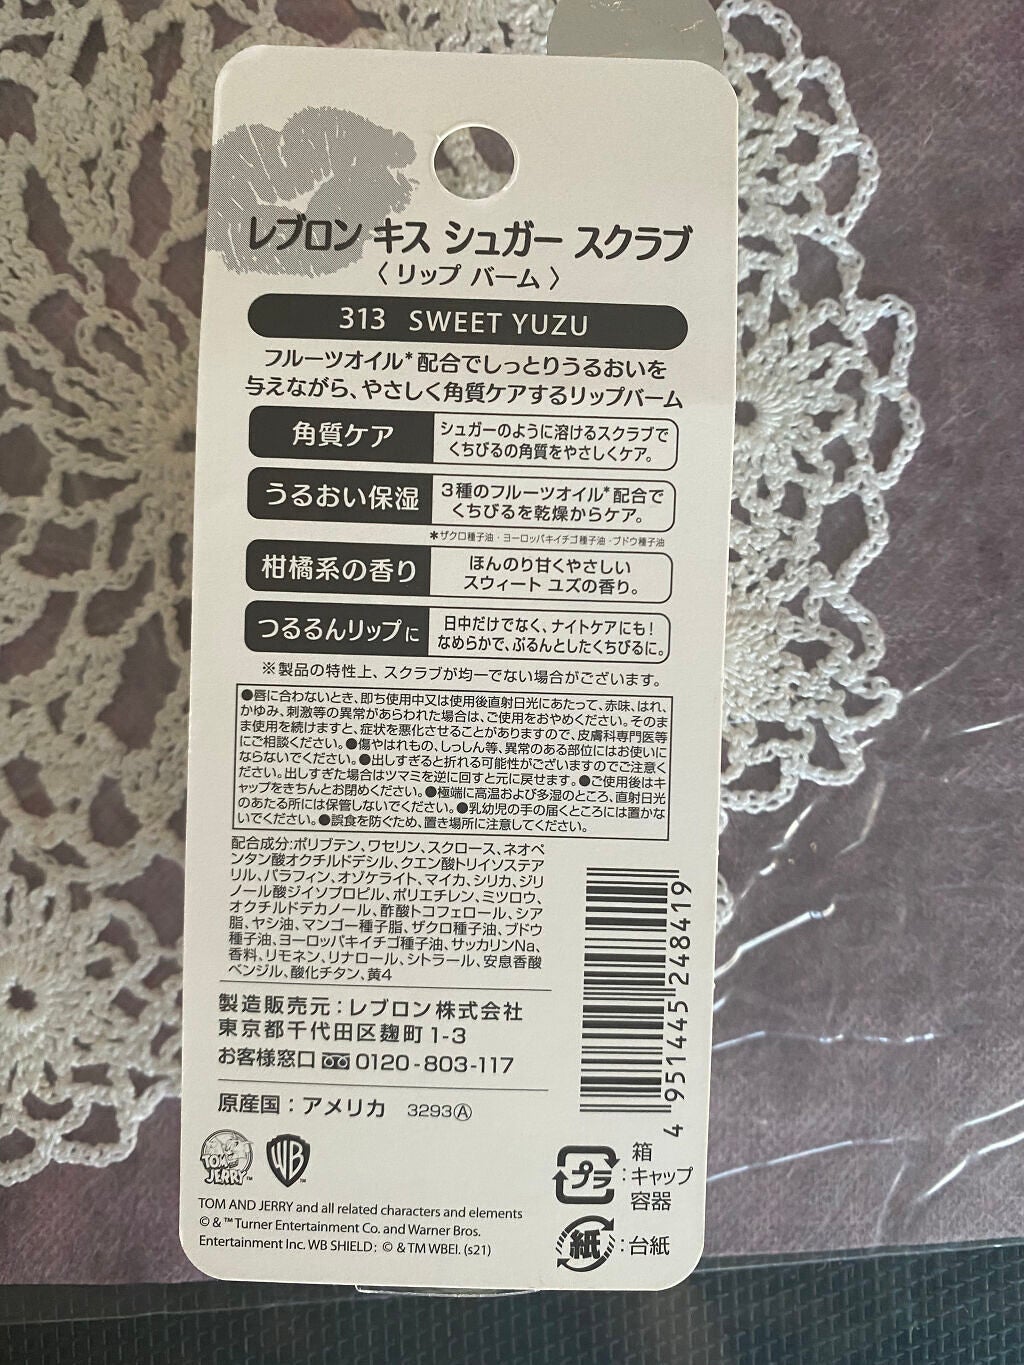 レブロン キス シュガー スクラブ
〈 リップ バーム 〉
313 SWEET YUZU
フルーツオイル*配合でしっとりうるおいを
与えながら、やさしく角質ケアするリップバーム
角質ケア
シュガーのように溶けるスクラブで
くちびるの角質をやさしくケア。
うるおい保湿
3種のフルーツオイル*配合で
くちびるを乾燥からケア。
*ザクロ種子油・ヨーロッパキイチゴ種子油・ブドウ種子油
柑橘系の香り
ほんのり甘くやさしい
スウィート ユズの香り。
つるるんリップに
日中だけでなく、ナイトケアにも!
なめらかで、ぷるんとしたくちびるに。
※製品の特性上、スクラブが均一でない場合がございます。
●唇に合わないとき、即ち使用中又は使用後直射日光にあたって、赤味、はれ、
かゆみ、刺激等の異常があらわれた場合は、ご使用をおやめください。そのま
ま使用を続けますと、症状を悪化させることがありますので、皮膚科専門医等
にご相談ください。●傷やはれもの、しっしん等、異常のある部位にはお使いに
ならないでください。●出しすぎると折れる可能性がございますのでご注意く
ださい。出しすぎた場合はツマミを逆に回すと元に戻せます。●ご使用後はキ
ャップをきちんとお閉めください。●極端に高温および多湿のところ、直射日光
のあたる所には保管しないでください。●乳幼児の手の届くところには置かな
いでください。●誤食を防ぐため、置き場所に注意してください。
配合成分:ポリブテン、ワセリン、スクロース、ネオペ
ンタン酸オクチルドデシル、クエン酸トリイソステア
リル、パラフィン、オゾケライト、マイカ、シリカ、ジリ
ノール酸ジイソプロピル、ポリエチレン、ミツロウ、
オクチルドデカノール、酢酸トコフェロール、シア
脂、ヤシ油、マンゴー種子脂、ザクロ種子油、ブドウ
種子油、ヨーロッパキイチゴ種子油、サッカリンNa、
香料、リモネン、リナロール、シトラール、安息香酸
ベンジル、酸化チタン、黄4
製造販売元：レブロン株式会社
東京都千代田区麹町1-3
お客様窓口 0120-803-117
原産国：アメリカ 3293Ⓐ
4 951445 248419
TOM AND JERRY™
WB™
プラ
箱
：キャップ
容器
紙
：台紙
TOM AND JERRY and all related characters and elements
© & ™ Turner Entertainment Co. and Warner Bros.
Entertainment Inc. WB SHIELD: © & TM WBEI. (s21)